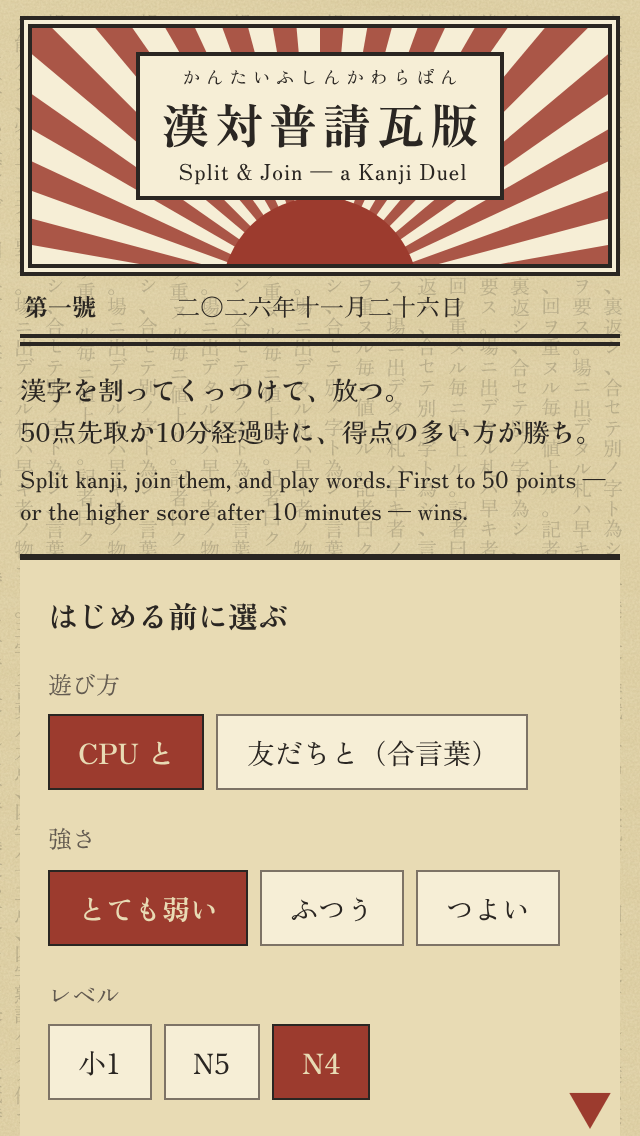 かんたいふしんかわらばん
漢対普請瓦版
Split & Join — a Kanji Duel
第一號
二〇二六年十一月二十六日
漢字を割ってくっつけて、放つ。
50点先取か10分経過時に、得点の多い方が勝ち。
Split kanji, join them, and play words. First to 50 points —
or the higher score after 10 minutes — wins.
はじめる前に選ぶ
遊び方
CPU と
友だちと（合言葉）
強さ
とても弱い
ふつう
つよい
レベル
小1
N5
N4